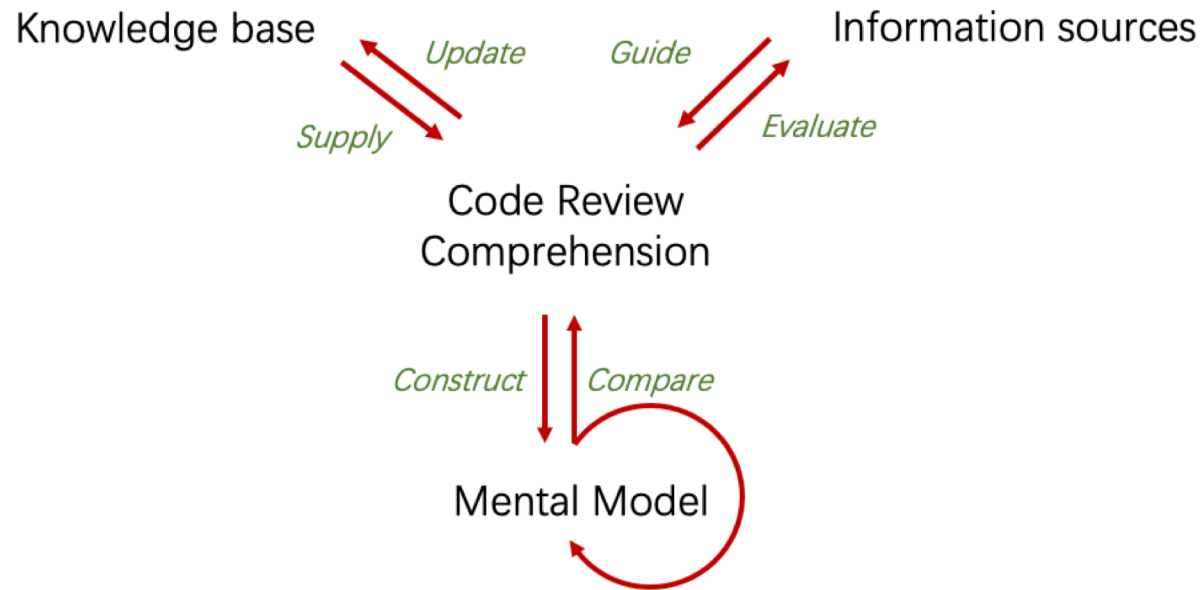 Knowledge base
Information sources
Update
Guide
Supply
Evaluate
Code Review
Comprehension
Construct
Compare
Mental Model